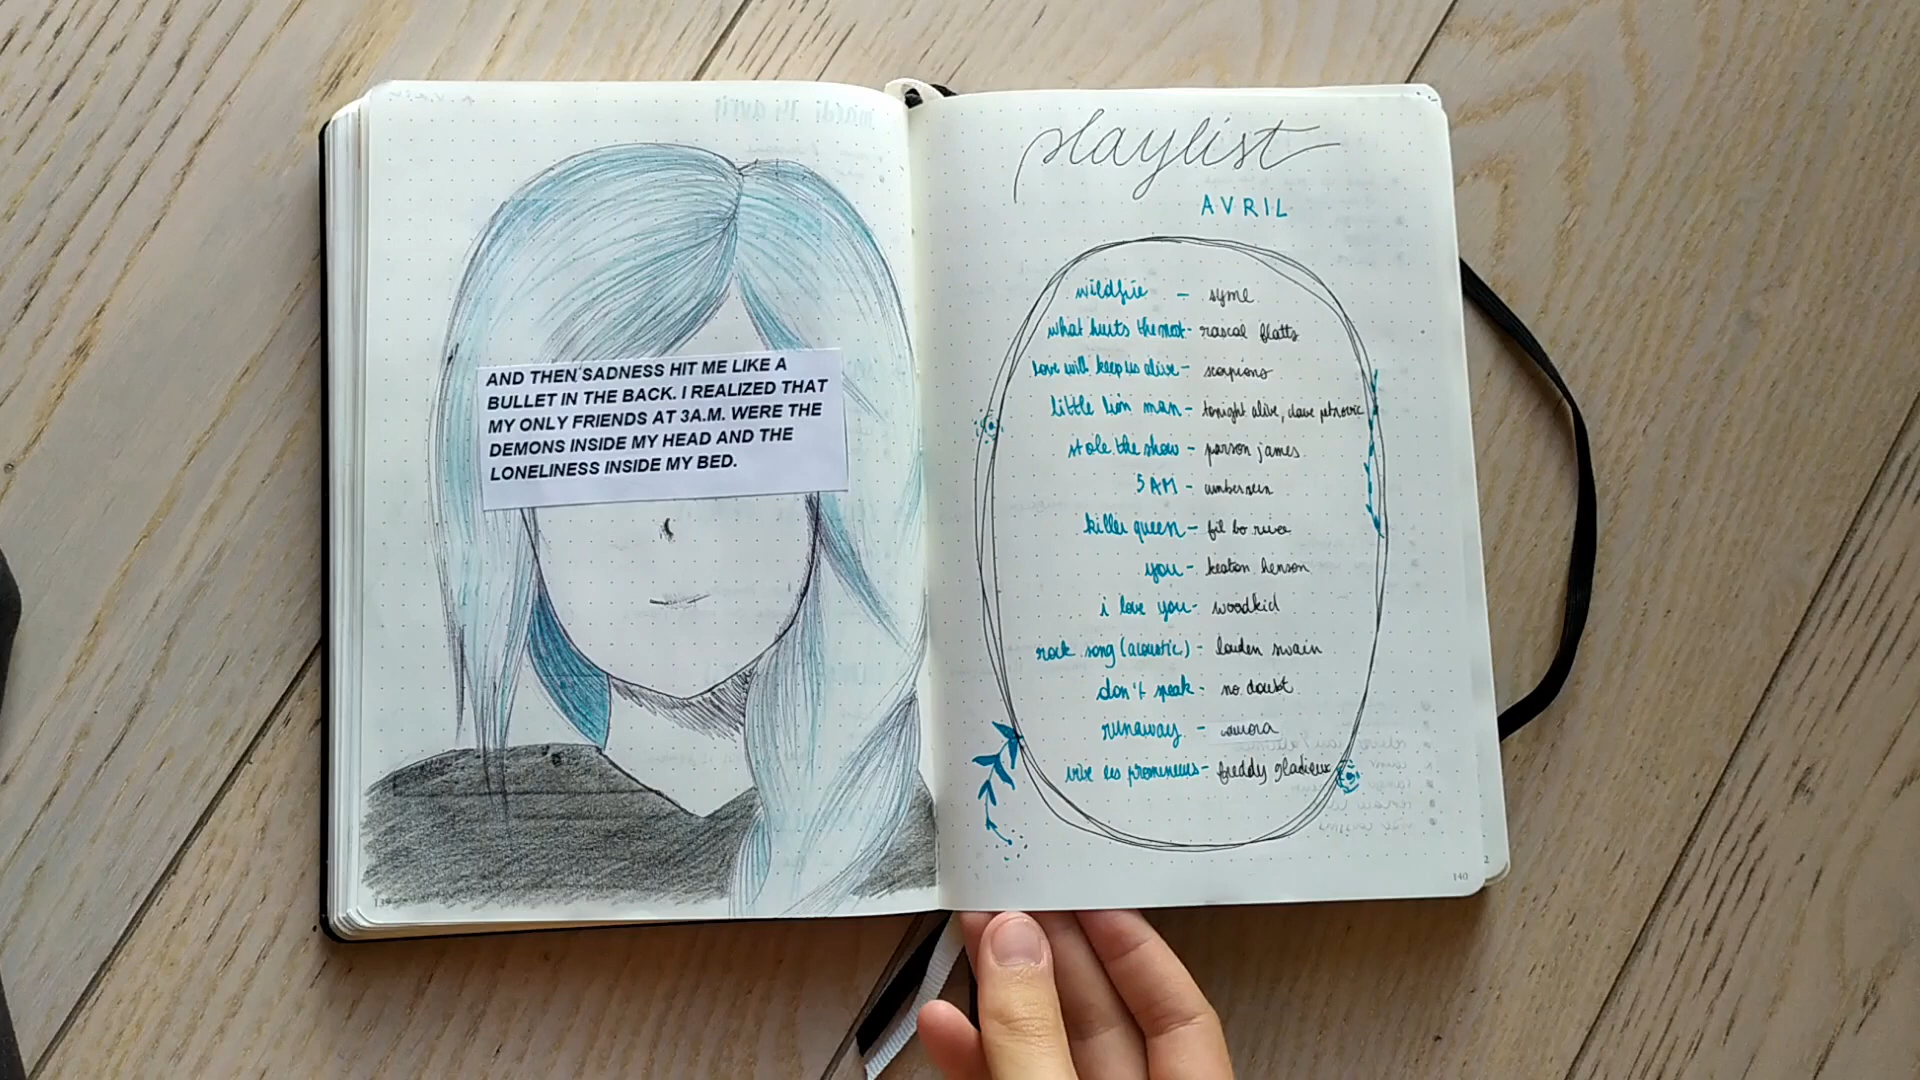 AND THEN SADNESS HIT ME LIKE A
BULLET IN THE BACK. I REALIZED THAT
MY ONLY FRIENDS AT 3A.M. WERE THE
DEMONS INSIDE MY HEAD AND THE
LONELINESS INSIDE MY BED.
139
playlist
AVRIL
wildfire - syml
what hurts the most - rascal flatts
love will keep us alive - scorpions
little lion man - tonight alive, dave petrovic
stole the show - parson james
5 AM - amber run
killer queen - fil bo riva
you - keaton henson
i love you - woodkid
rock song (acoustic) - louden swain
don't speak - no doubt
runaway - aurora
vive les promeneurs - freddy gladieux
140
2